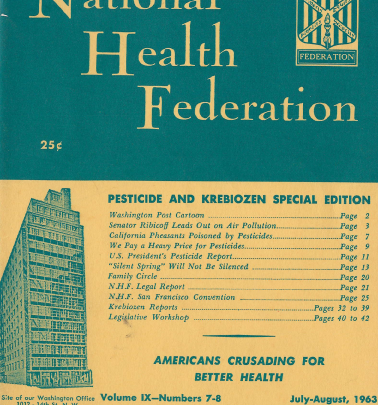 National
Health
Federation
FEDERATION
25¢
PESTICIDE AND KREBIOZEN SPECIAL EDITION
Washington Post Cartoon ... Page 2
Senator Ribicoff Leads Out on Air Pollution ... Page 3
California Pheasants Poisoned by Pesticides ... Page 7
We Pay a Heavy Price for Pesticides ... Page 9
U.S. President's Pesticide Report ... Page 11
"Silent Spring" Will Not Be Silenced ... Page 13
Family Circle ... Page 20
N.H.F. Legal Report ... Page 21
N.H.F. San Francisco Convention ... Page 25
Krebiozen Reports ... Pages 32 to 39
Legislative Workshop ... Pages 40 to 42
AMERICANS CRUSADING FOR
BETTER HEALTH
Site of our Washington Office
1012 - 14th St. N. W.
Volume IX—Numbers 7-8
July-August, 1963